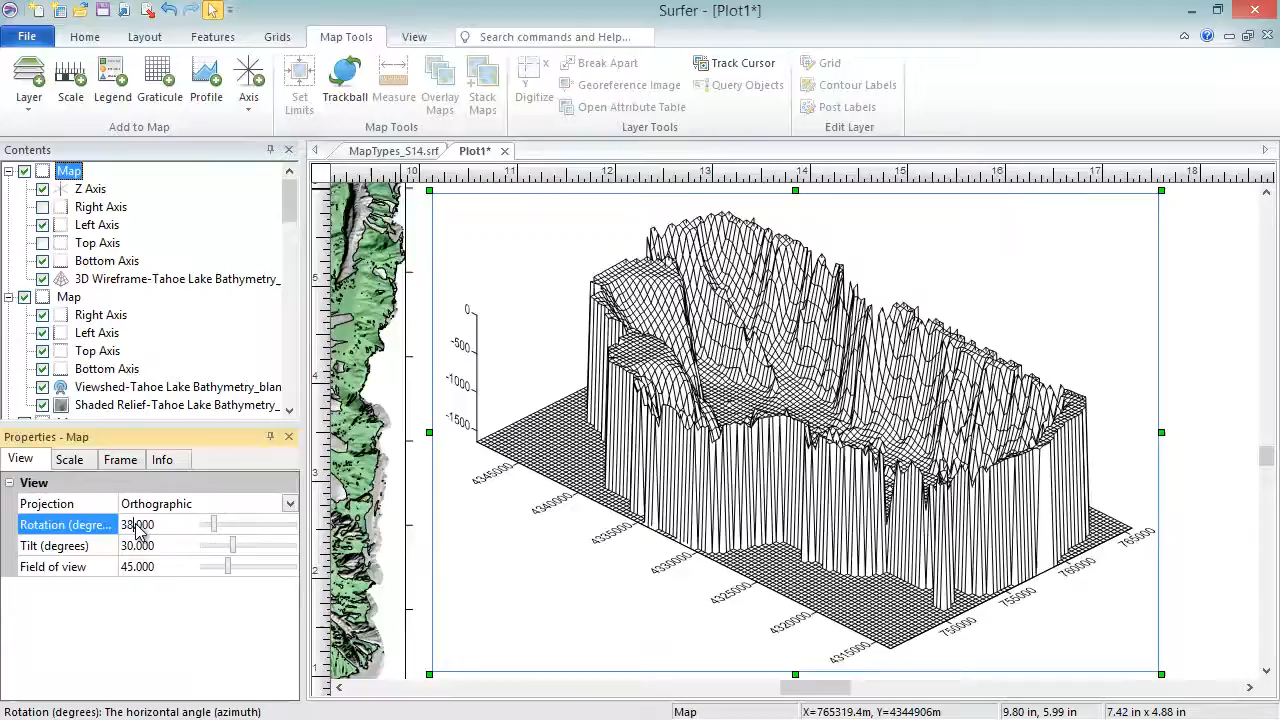 Surfer - [Plot1*]
File Home Layout Features Grids Map Tools View Search commands and Help...
Layer Scale Legend Graticule Profile Axis
Add to Map
Set Limits Trackball Measure Overlay Maps Stack Maps
Map Tools
Digitize Break Apart Georeference Image Open Attribute Table
Track Cursor Query Objects
Layer Tools
Grid Contour Labels Post Labels
Edit Layer
Contents
MapTypes_S14.srf Plot1*
10 11 12 13 14 15 16 17 18
Map
Z Axis
Right Axis
Left Axis
Top Axis
Bottom Axis
3D Wireframe-Tahoe Lake Bathymetry_
Map
Right Axis
Left Axis
Top Axis
Bottom Axis
Viewshed-Tahoe Lake Bathymetry_blan
Shaded Relief-Tahoe Lake Bathymetry_
5
4
3
2
1
0
-500
-1000
-1500
4345000
4340000
4335000
4330000
4325000
4320000
4315000
750000
755000
760000
765000
Properties - Map
View Scale Frame Info
View
Projection Orthographic
Rotation (degre... 38.000
Tilt (degrees) 30.000
Field of view 45.000
Rotation (degrees): The horizontal angle (azimuth) Map X=765319.4m, Y=4344906m 9.80 in, 5.99 in 7.42 in x 4.88 in